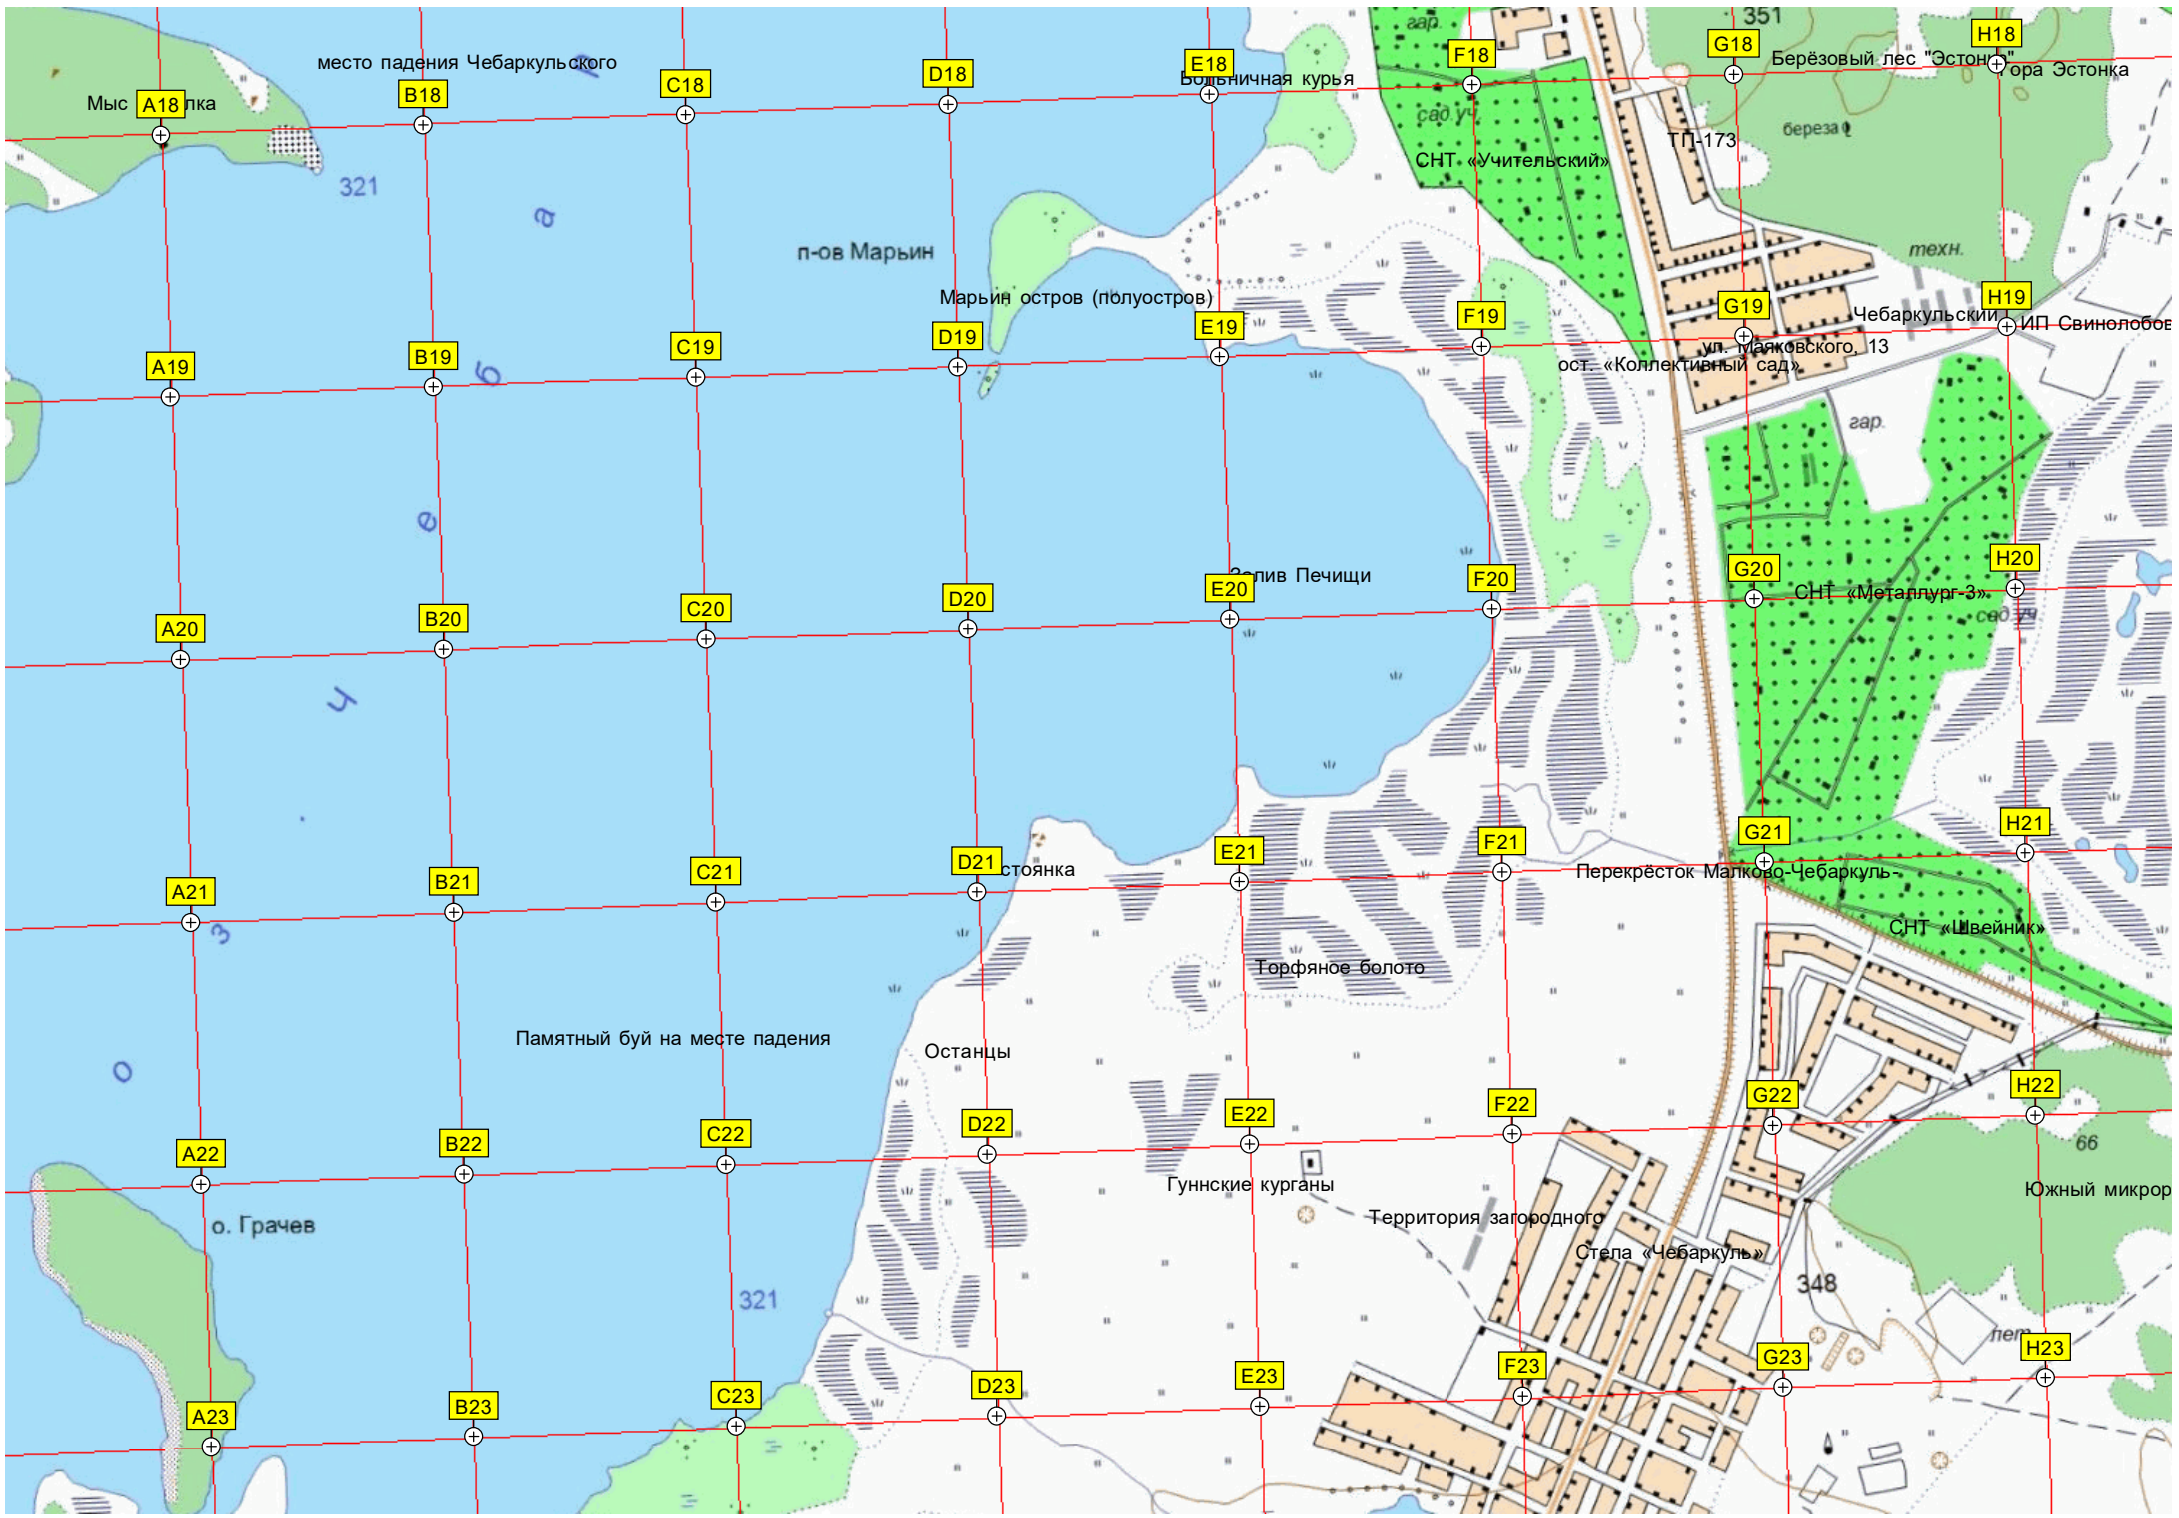 гар.
351
место падения Чебаркульского
E18
F18
G18
H18
Берёзовый лес "Эстон
ора Эстонка
D18
C18
B18
Больничная курья
Мыс
A18
лка
сад.уч.
береза
ТП-173
СНТ «Учительский»
321
а
п-ов Марьин
техн.
Марьин остров (полуостров)
H19
G19
F19
E19
D19
C19
B19
A19
Чебаркульский
ИП Свинолобов
ул. Маяковского, 13
ост. «Коллективный сад»
б
гар.
е
Залив Печищи
H20
G20
F20
E20
D20
C20
B20
A20
СНТ «Металлург-3»
сад.уч.
Ч
H21
G21
F21
E21
D21
стоянка
C21
B21
A21
Перекрёсток Малково-Чебаркуль-
з
СНТ «Швейник»
Торфяное болото
Памятный буй на месте падения
Останцы
о
H22
G22
F22
E22
D22
C22
B22
A22
66
Гуннские курганы
Южный микрор
о. Грачев
Территория загородного
Стела «Чебаркуль»
321
348
лет.
H23
G23
F23
E23
D23
C23
B23
A23